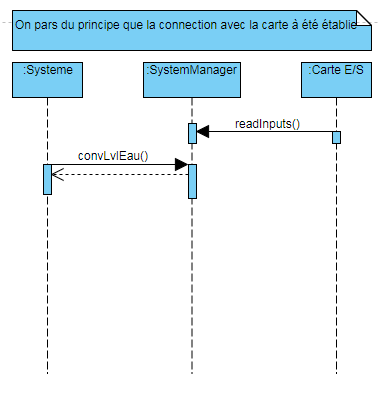 On pars du principe que la connection avec la carte à été établie
:Systeme
:SystemManager
:Carte E/S
readInputs()
convLvlEau()